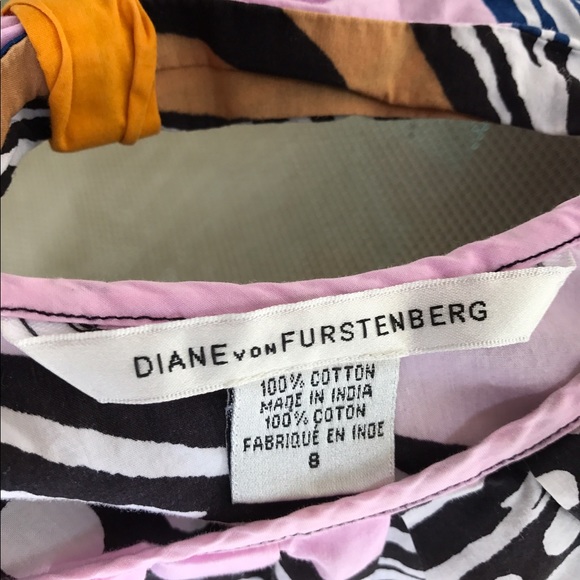 DIANE VON FURSTENBERG
100% COTTON
MADE IN INDIA
100% COTON
FABRIQUÉ EN INDE
8